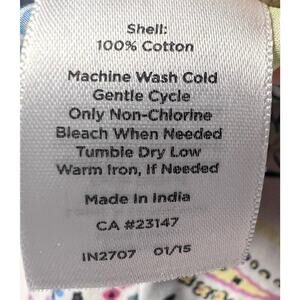 Shell:
100% Cotton
Machine Wash Cold
Gentle Cycle
Only Non-Chlorine
Bleach When Needed
Tumble Dry Low
Warm Iron, If Needed
Made In India
CA #23147
IN2707 01/15